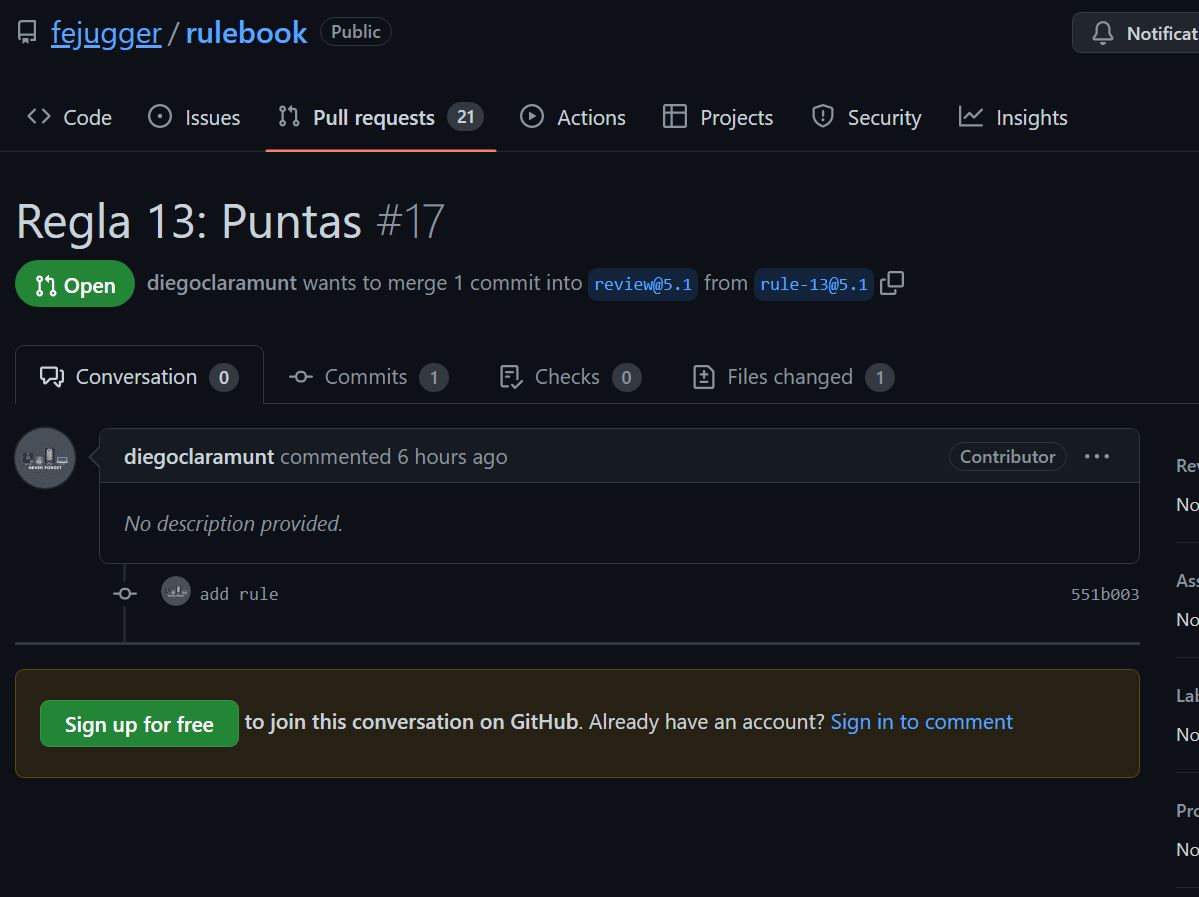 fejugger / rulebook Public Notificat
Code Issues Pull requests 21 Actions Projects Security Insights
Regla 13: Puntas #17
Open diegoclaramunt wants to merge 1 commit into review@5.1 from rule-13@5.1
Conversation 0 Commits 1 Checks 0 Files changed 1
diegoclaramunt commented 6 hours ago Contributor
Rev
No
No description provided.
Ass
add rule 551b003
No
Lab
Sign up for free to join this conversation on GitHub. Already have an account? Sign in to comment
No
Pro
No
NEVER FORGET